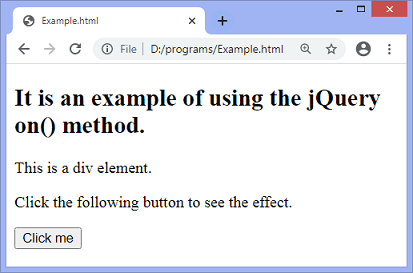 Example.html
File | D:/programs/Example.html
It is an example of using the jQuery
on() method.
This is a div element.
Click the following button to see the effect.
Click me